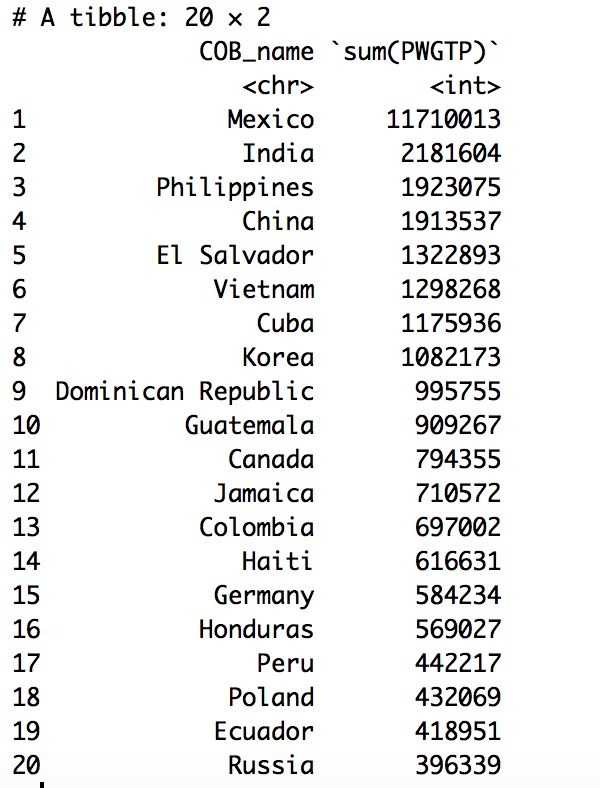 # A tibble: 20 × 2
COB_name `sum(PWGTP)`
<chr> <int>
1 Mexico 11710013
2 India 2181604
3 Philippines 1923075
4 China 1913537
5 El Salvador 1322893
6 Vietnam 1298268
7 Cuba 1175936
8 Korea 1082173
9 Dominican Republic 995755
10 Guatemala 909267
11 Canada 794355
12 Jamaica 710572
13 Colombia 697002
14 Haiti 616631
15 Germany 584234
16 Honduras 569027
17 Peru 442217
18 Poland 432069
19 Ecuador 418951
20 Russia 396339